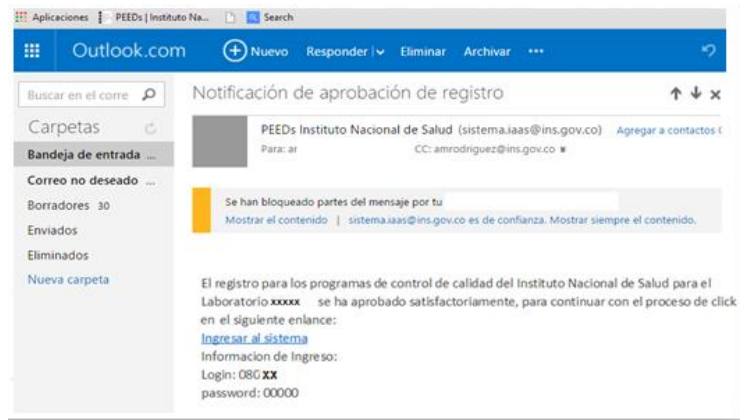 Aplicaciones PEEDs | Instituto Na... Search
Outlook.com Nuevo Responder Eliminar Archivar ...
Buscar en el corre
Notificación de aprobación de registro
Carpetas
Bandeja de entrada ...
Correo no deseado ...
Borradores 30
Enviados
Eliminados
Nueva carpeta
PEEDs Instituto Nacional de Salud (sistema.iaas@ins.gov.co) Agregar a contactos
Para: ar CC: amrodriguez@ins.gov.co
Se han bloqueado partes del mensaje por tu
Mostrar el contenido | sistema.iaas@ins.gov.co es de confianza. Mostrar siempre el contenido.
El registro para los programas de control de calidad del Instituto Nacional de Salud para el
Laboratorio xxxxx se ha aprobado satisfactoriamente, para continuar con el proceso de click
en el siguiente enlance:
Ingresar al sistema
Informacion de Ingreso:
Login: 080 XX
password: 00000